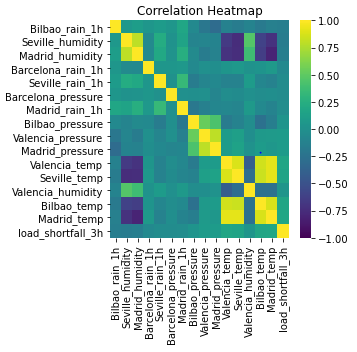 Correlation Heatmap
Bilbao_rain_1h
Seville_humidity
Madrid_humidity
Barcelona_rain_1h
Seville_rain_1h
Barcelona_pressure
Madrid_rain_1h
Bilbao_pressure
Valencia_pressure
Madrid_pressure
Valencia_temp
Seville_temp
Valencia_humidity
Bilbao_temp
Madrid_temp
load_shortfall_3h
Bilbao_rain_1h
Seville_humidity
Madrid_humidity
Barcelona_rain_1h
Seville_rain_1h
Barcelona_pressure
Madrid_rain_1h
Bilbao_pressure
Valencia_pressure
Madrid_pressure
Valencia_temp
Seville_temp
Valencia_humidity
Bilbao_temp
Madrid_temp
load_shortfall_3h
1.00
0.75
0.50
0.25
0.00
−0.25
−0.50
−0.75
−1.00